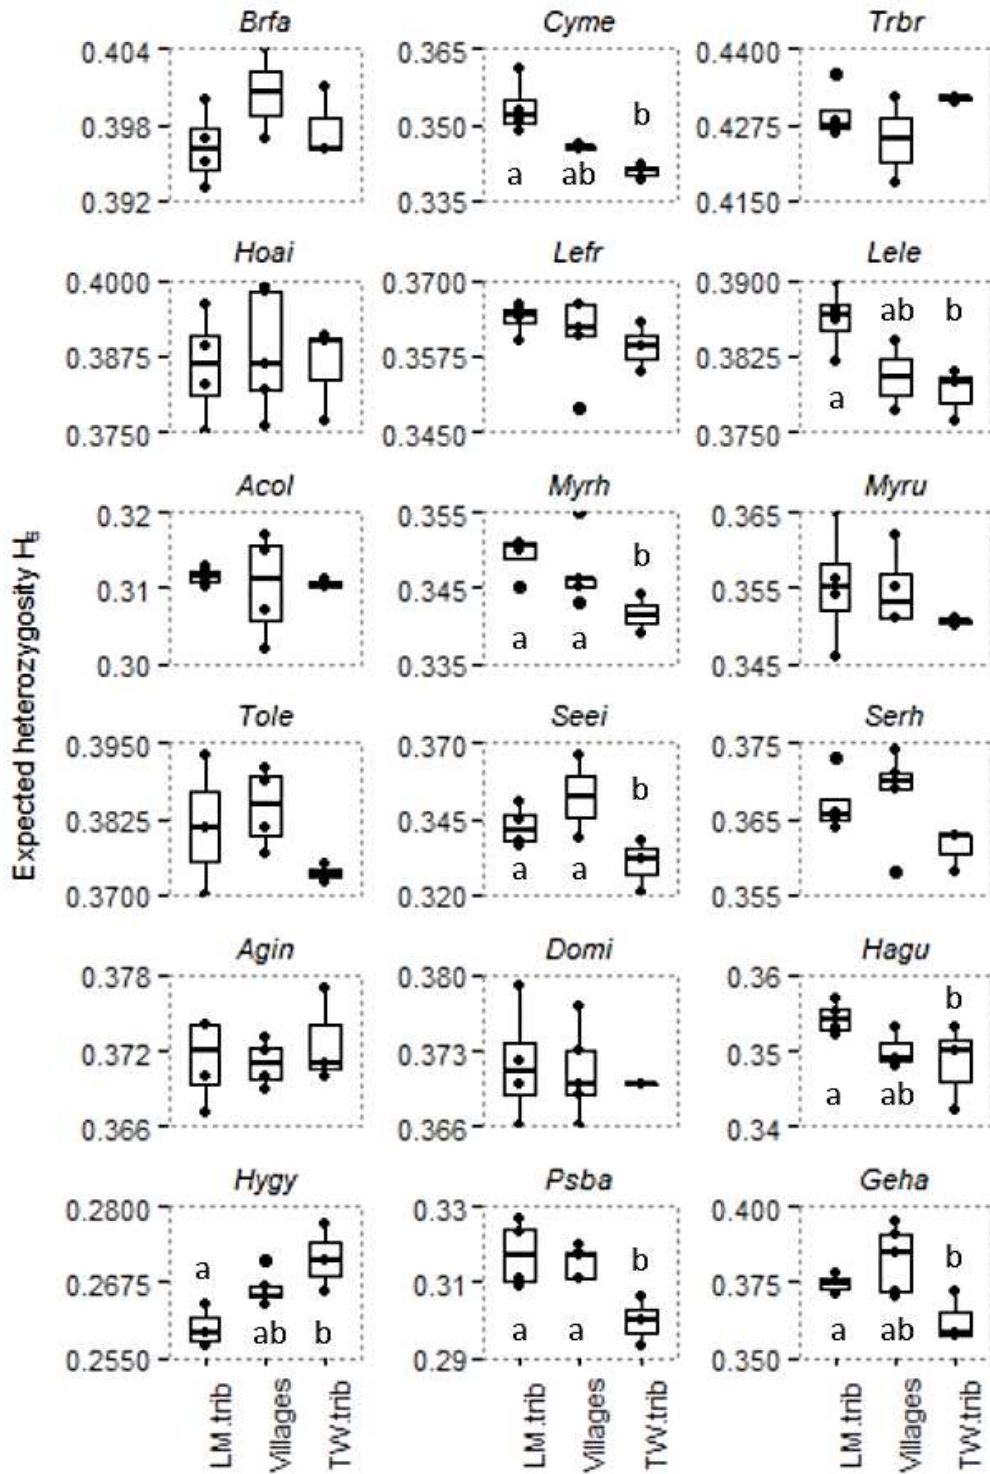 Expected heterozygosity Hs
Brfa Cyme Trbr
0.404 0.365 0.4400
0.398 0.350 0.4275
0.392 0.335 0.4150
a ab b
Hoai Lefr Lele
0.4000 0.3700 0.3900
0.3875 0.3575 0.3825
0.3750 0.3450 0.3750
ab b
a
Acol Myrh Myru
0.32 0.355 0.365
0.31 0.345 0.355
0.30 0.335 0.345
b
a a
Tole Seei Serh
0.3950 0.370 0.375
0.3825 0.345 0.365
0.3700 0.320 0.355
b
a a
Agin Domi Hagu
0.378 0.380 0.36
0.372 0.373 0.35
0.366 0.366 0.34
b
a ab
Hygy Psba Geha
0.2800 0.33 0.400
0.2675 0.31 0.375
0.2550 0.29 0.350
a b b
ab b a a a ab
LM.trib Villages TW.trib LM.trib Villages TW.trib LM.trib Villages TW.trib